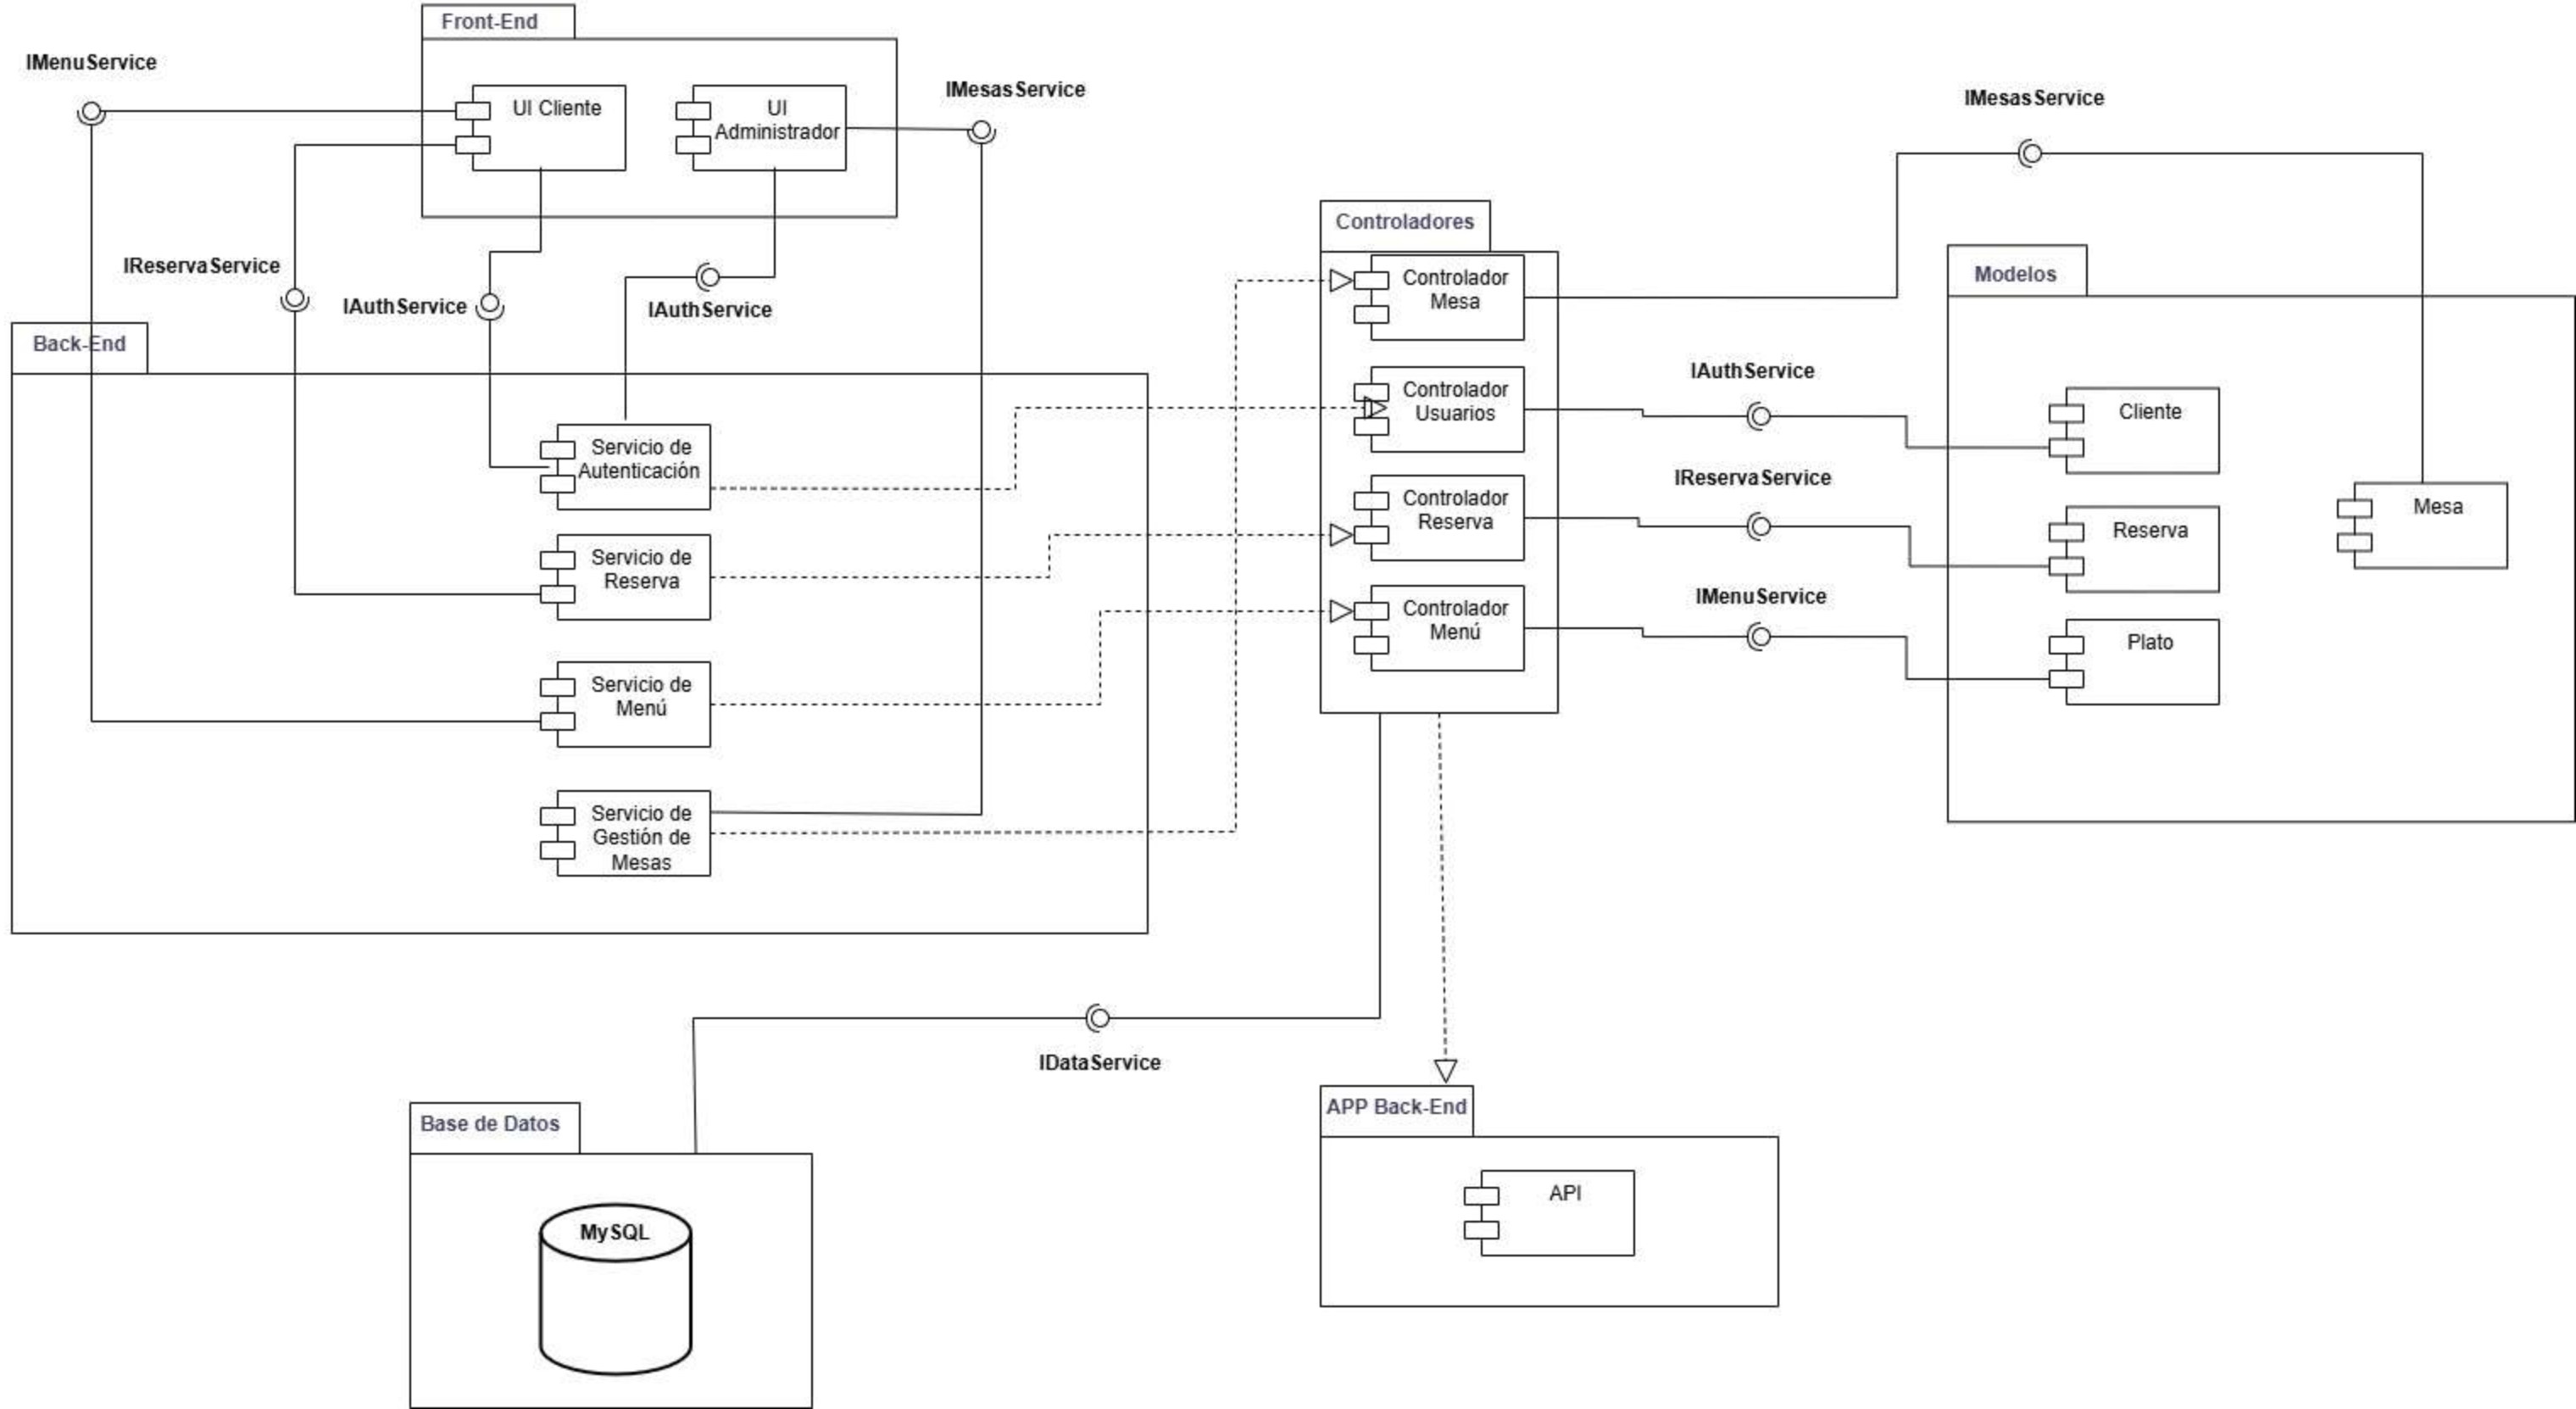 Front-End
IMenuService
UI Cliente
UI
Administrador
IMesasService
IMesasService
IReservaService
IAuthService
IAuthService
Back-End
Servicio de
Autenticación
Servicio de
Reserva
Servicio de
Menú
Servicio de
Gestión de
Mesas
Controladores
Controlador
Mesa
Controlador
Usuarios
Controlador
Reserva
Controlador
Menú
IAuthService
IReservaService
IMenuService
Modelos
Cliente
Reserva
Plato
Mesa
IDataService
Base de Datos
MySQL
APP Back-End
API